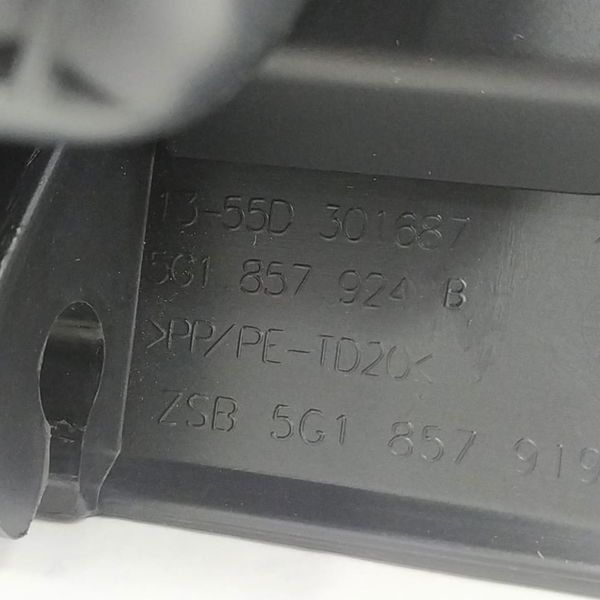 13-55D 301687
5G1 857 924 B
>PP/PE-TD20<
ZSB 5G1 857 919